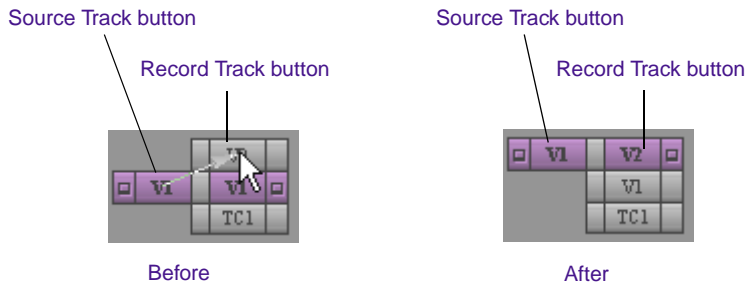 Source Track button
Record Track button
V2
V1 V1
TC1
Before
Source Track button
Record Track button
V1 V2
V1
TC1
After